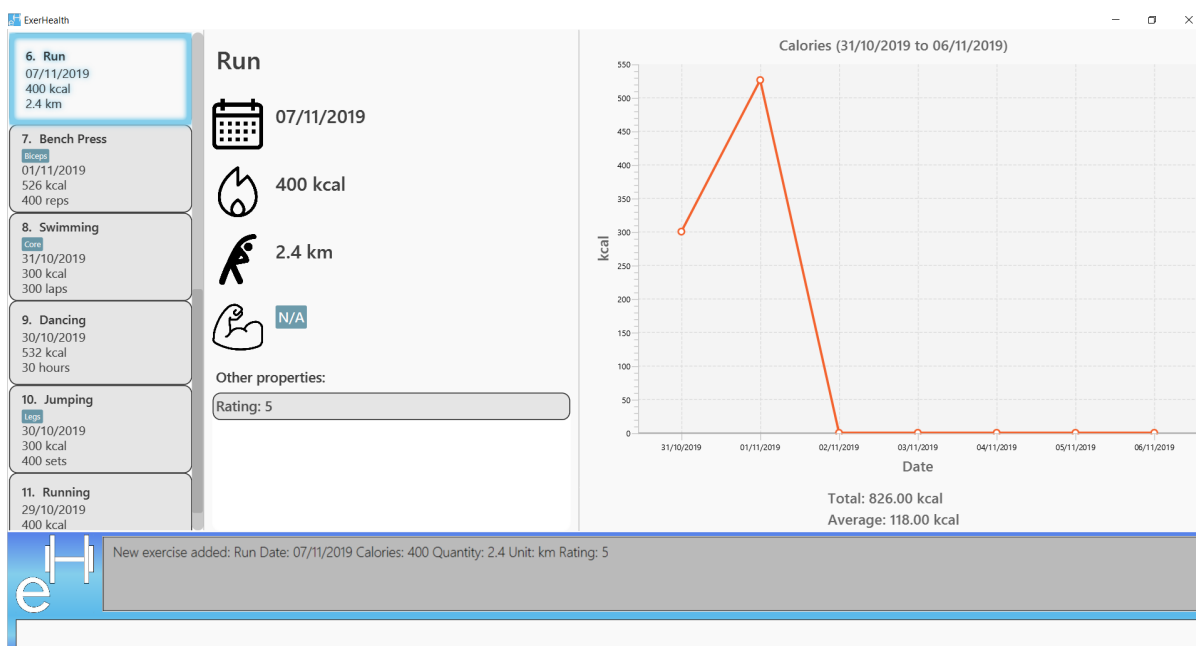 ExerHealth
6. Run
07/11/2019
400 kcal
2.4 km
7. Bench Press
Biceps
01/11/2019
526 kcal
400 reps
8. Swimming
Core
31/10/2019
300 kcal
300 laps
9. Dancing
30/10/2019
532 kcal
30 hours
10. Jumping
Legs
30/10/2019
300 kcal
400 sets
11. Running
29/10/2019
400 kcal
Run
07/11/2019
400 kcal
2.4 km
N/A
Other properties:
Rating: 5
Calories (31/10/2019 to 06/11/2019)
kcal
550
500
450
400
350
300
250
200
150
100
50
0
31/10/2019 01/11/2019 02/11/2019 03/11/2019 04/11/2019 05/11/2019 06/11/2019
Date
Total: 826.00 kcal
Average: 118.00 kcal
eH
New exercise added: Run Date: 07/11/2019 Calories: 400 Quantity: 2.4 Unit: km Rating: 5